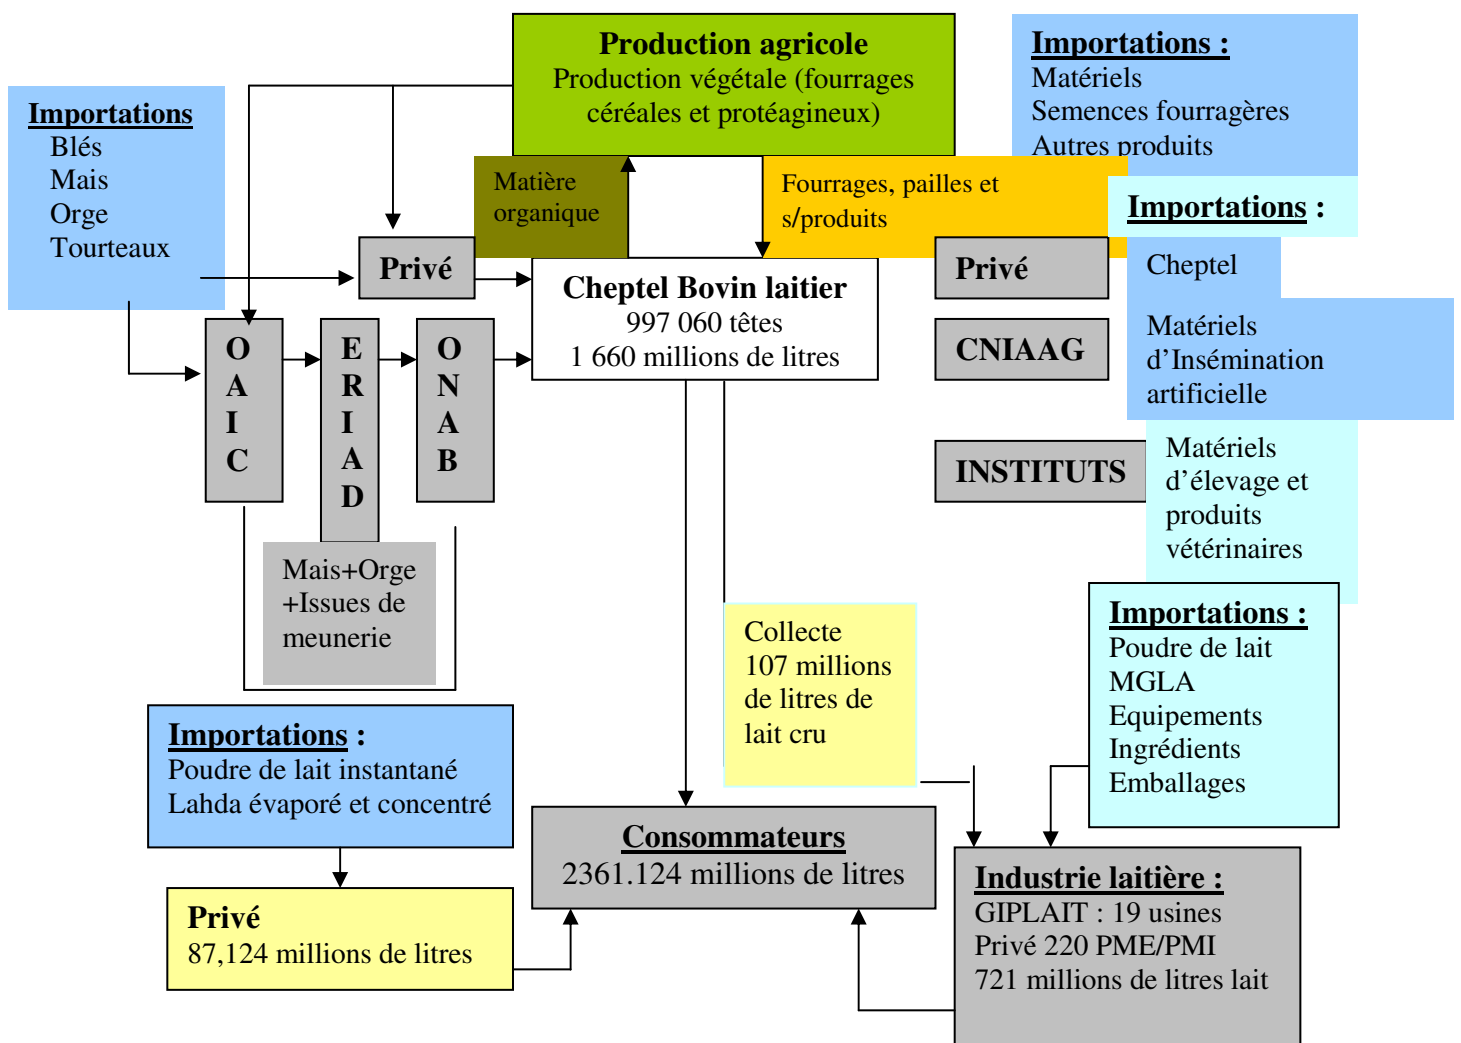 Production agricole
Production végétale (fourrages
céréales et protéagineux)
Importations :
Matériels
Semences fourragères
Autres produits
Importations
Blés
Mais
Orge
Tourteaux
Matière
organique
Fourrages, pailles et
s/produits
Importations :
Privé
Cheptel Bovin laitier
997 060 têtes
1 660 millions de litres
Privé
Cheptel
CNIAAG
Matériels
d’Insémination
artificielle
INSTITUTS
Matériels
d’élevage et
produits
vétérinaires
O
A
I
C
E
R
I
A
D
O
N
A
B
Mais+Orge
+Issues de
meunerie
Collecte
107 millions
de litres de
lait cru
Importations :
Poudre de lait
MGLA
Equipements
Ingrédients
Emballages
Importations :
Poudre de lait instantané
Lahda évaporé et concentré
Consommateurs
2361.124 millions de litres
Privé
87,124 millions de litres
Industrie laitière :
GIPLAIT : 19 usines
Privé 220 PME/PMI
721 millions de litres lait